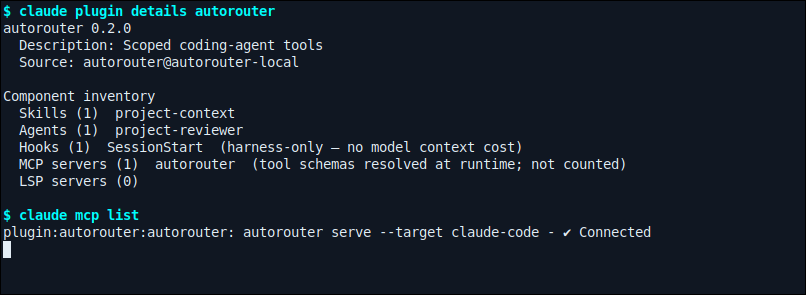 $ claude plugin details autorouter
autorouter 0.2.0
  Description: Scoped coding-agent tools
  Source: autorouter@autorouter-local

Component inventory
  Skills (1)  project-context
  Agents (1)  project-reviewer
  Hooks (1)  SessionStart  (harness-only — no model context cost)
  MCP servers (1)  autorouter  (tool schemas resolved at runtime; not counted)
  LSP servers (0)

$ claude mcp list
plugin:autorouter:autorouter: autorouter serve --target claude-code - ✔ Connected